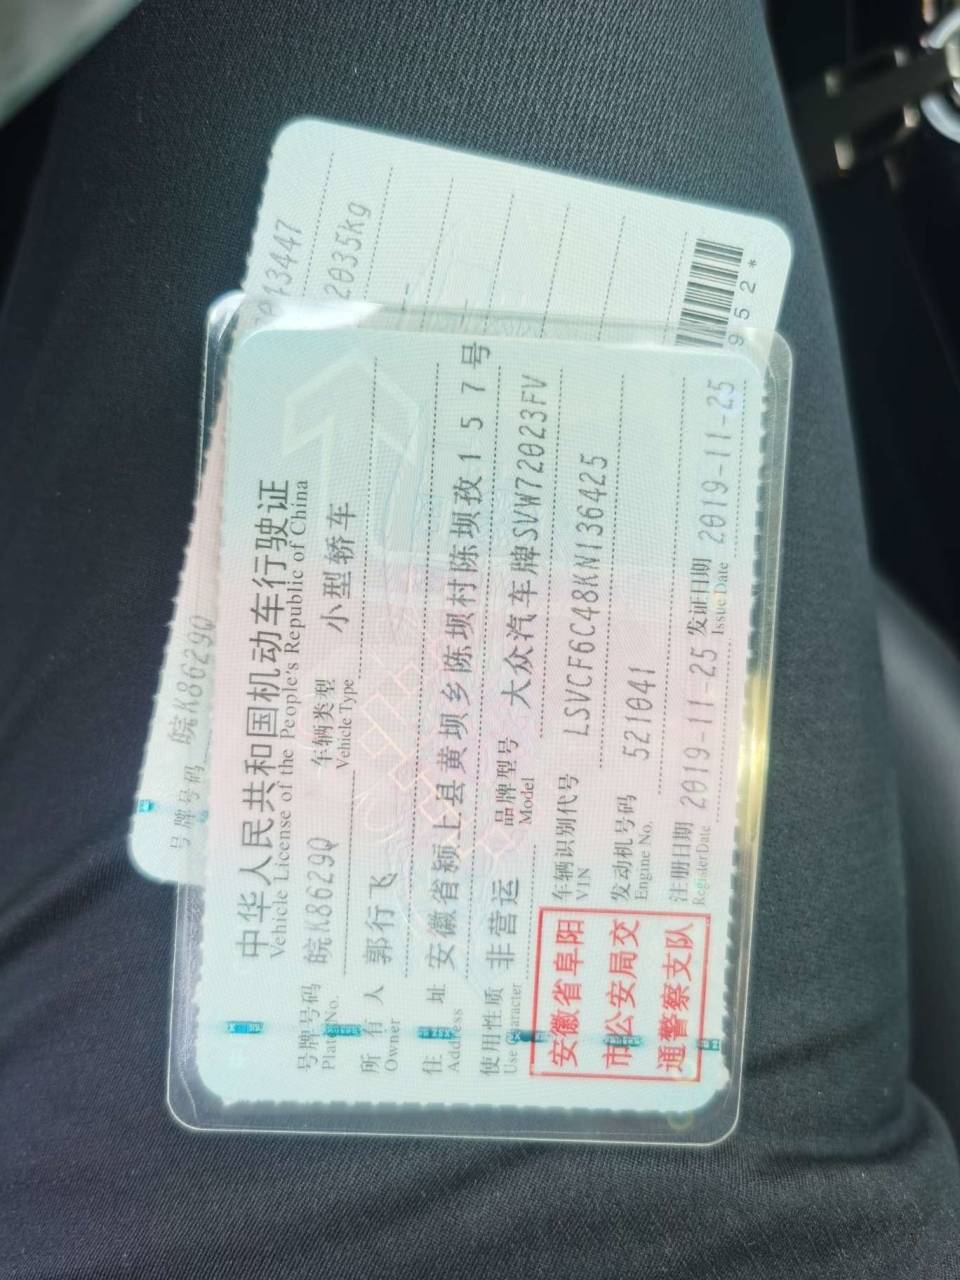 号牌号码 皖K8629Q
13447
2035kg
952*
中华人民共和国机动车行驶证
Vehicle License of the People's Republic of China
号牌号码 皖K8629Q 车辆类型 小型轿车
Plate No. Vehicle Type
所有人 郭行飞
Owner
住址 安徽省颍上县黄坝乡陈坝村陈坝孜157号
Address
使用性质 非营运 品牌型号 大众汽车牌SVW72023FV
Use Character Model
车辆识别代号 LSVCF6C48KN136425
VIN
发动机号码 521041
Engine No.
注册日期 2019-11-25 发证日期 2019-11-25
Register Date Issue Date
安徽省阜阳
市公安局交
通警察支队